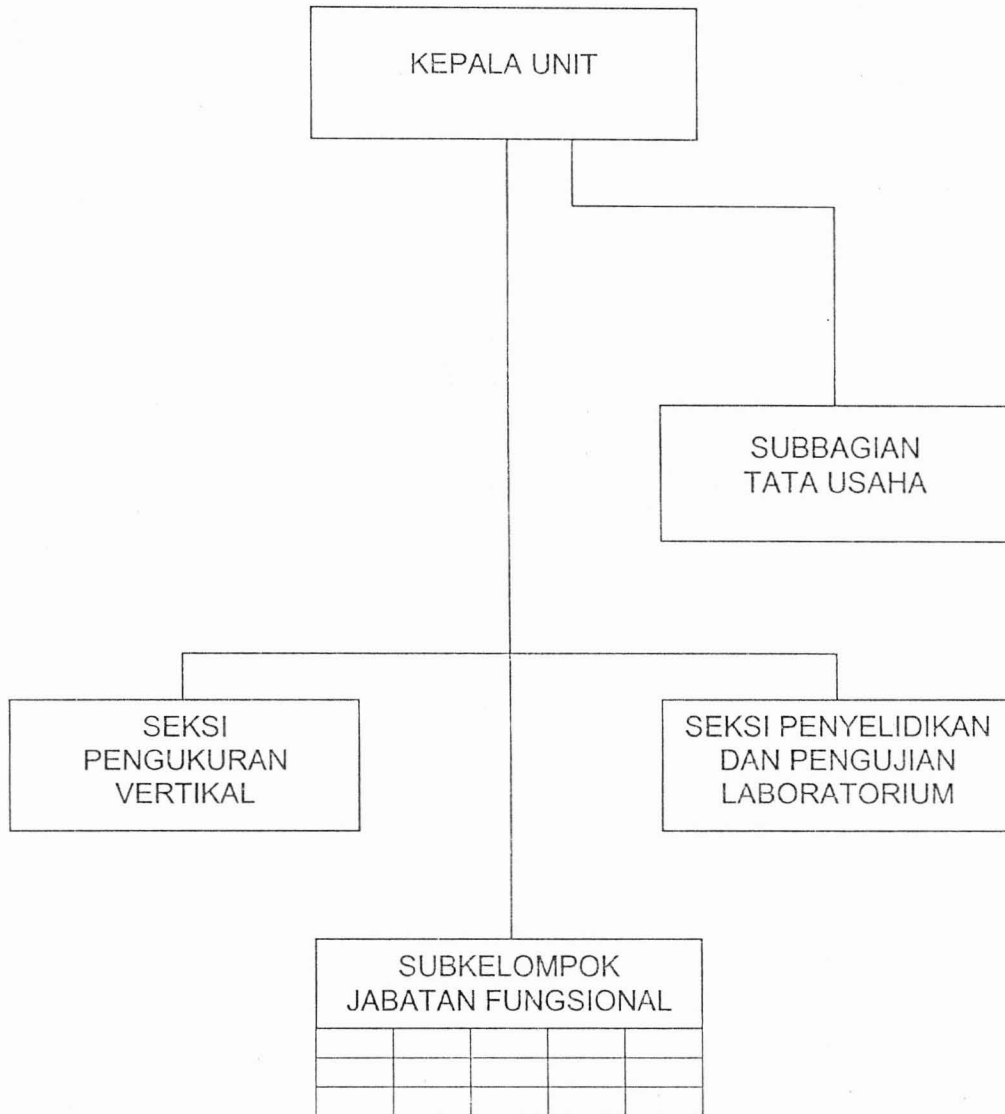 KEPALA UNIT
SUBBAGIAN
TATA USAHA
SEKSI
PENGUKURAN
VERTIKAL
SEKSI PENYELIDIKAN
DAN PENGUJIAN
LABORATORIUM
SUBKELOMPOK
JABATAN FUNGSIONAL